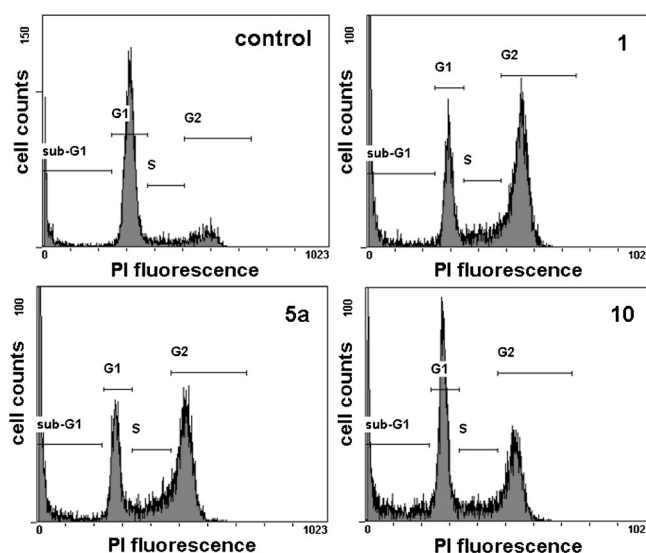 150
control
G1
G2
sub-G1
S
cell counts
0
1023
PI fluorescence
100
1
G2
G1
sub-G1
S
cell counts
0
102
PI fluorescence
100
5a
G1
G2
sub-G1
S
cell counts
0
1023
PI fluorescence
100
10
G2
G1
sub-G1
S
cell counts
0
102
PI fluorescence